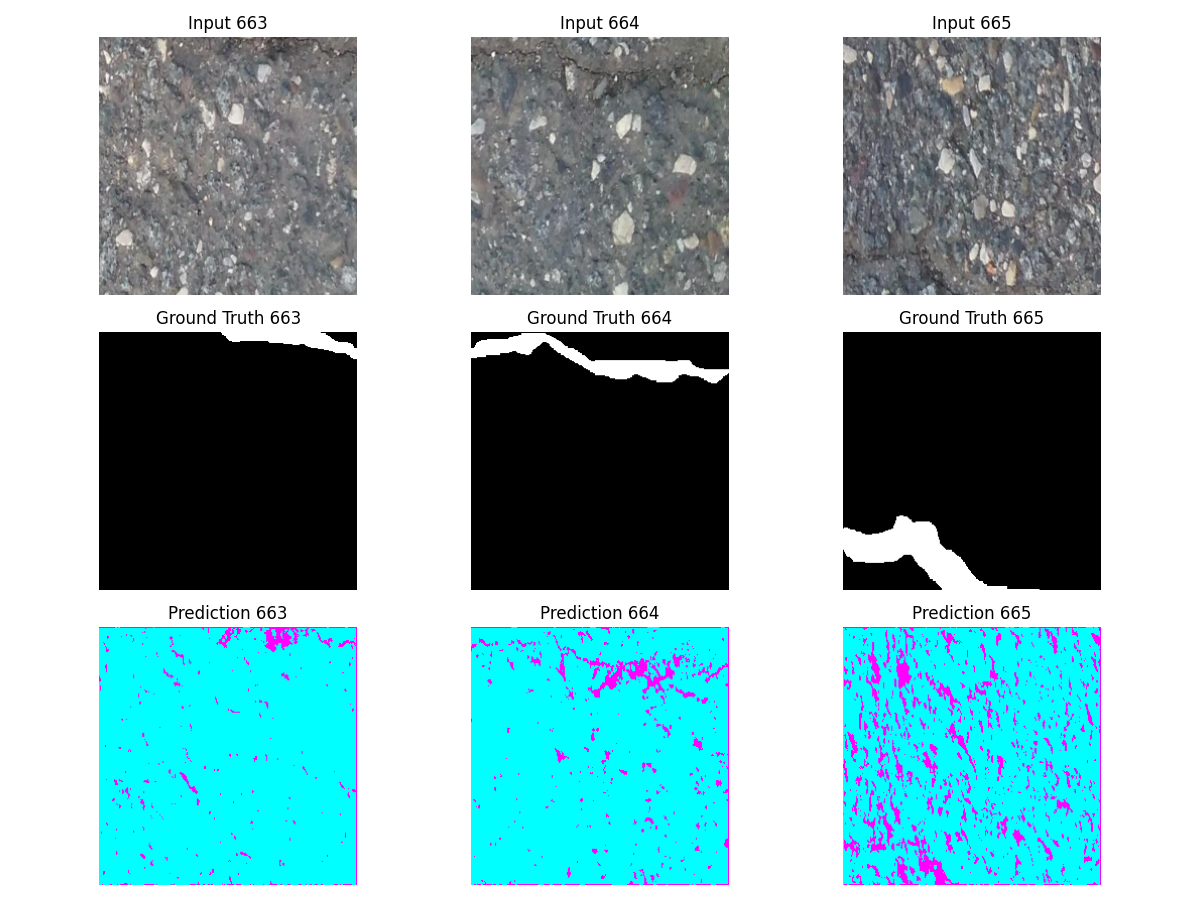 Input 663
Input 664
Input 665
Ground Truth 663
Ground Truth 664
Ground Truth 665
Prediction 663
Prediction 664
Prediction 665